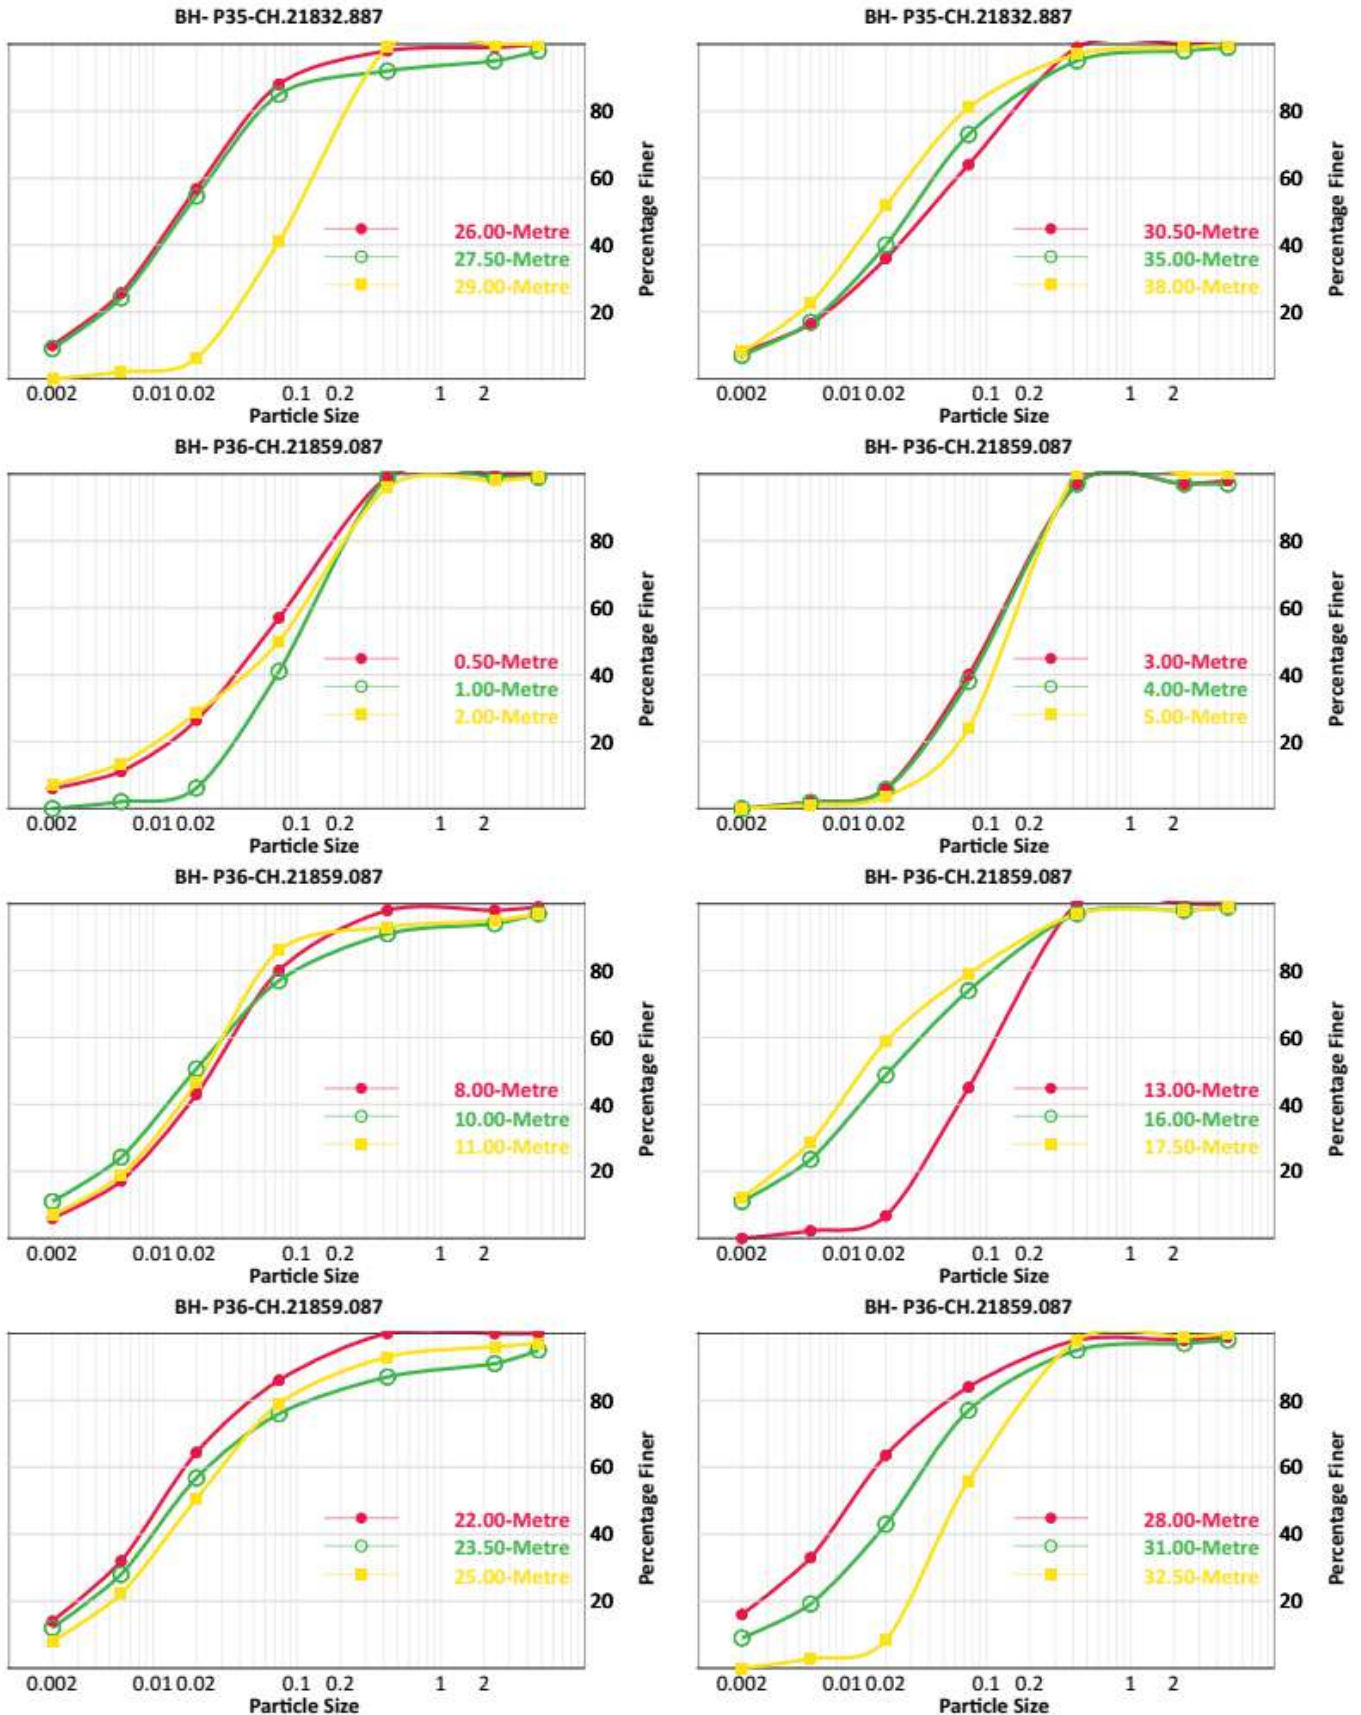 BH- P35-CH.21832.887
80
60
40
20
Percentage Finer
26.00-Metre
27.50-Metre
29.00-Metre
0.002 0.01 0.02 0.1 0.2 1 2
Particle Size
BH- P35-CH.21832.887
80
60
40
20
Percentage Finer
30.50-Metre
35.00-Metre
38.00-Metre
0.002 0.01 0.02 0.1 0.2 1 2
Particle Size
BH- P36-CH.21859.087
80
60
40
20
Percentage Finer
0.50-Metre
1.00-Metre
2.00-Metre
0.002 0.01 0.02 0.1 0.2 1 2
Particle Size
BH- P36-CH.21859.087
80
60
40
20
Percentage Finer
3.00-Metre
4.00-Metre
5.00-Metre
0.002 0.01 0.02 0.1 0.2 1 2
Particle Size
BH- P36-CH.21859.087
80
60
40
20
Percentage Finer
8.00-Metre
10.00-Metre
11.00-Metre
0.002 0.01 0.02 0.1 0.2 1 2
Particle Size
BH- P36-CH.21859.087
80
60
40
20
Percentage Finer
13.00-Metre
16.00-Metre
17.50-Metre
0.002 0.01 0.02 0.1 0.2 1 2
Particle Size
BH- P36-CH.21859.087
80
60
40
20
Percentage Finer
22.00-Metre
23.50-Metre
25.00-Metre
0.002 0.01 0.02 0.1 0.2 1 2
Particle Size
BH- P36-CH.21859.087
80
60
40
20
Percentage Finer
28.00-Metre
31.00-Metre
32.50-Metre
0.002 0.01 0.02 0.1 0.2 1 2
Particle Size